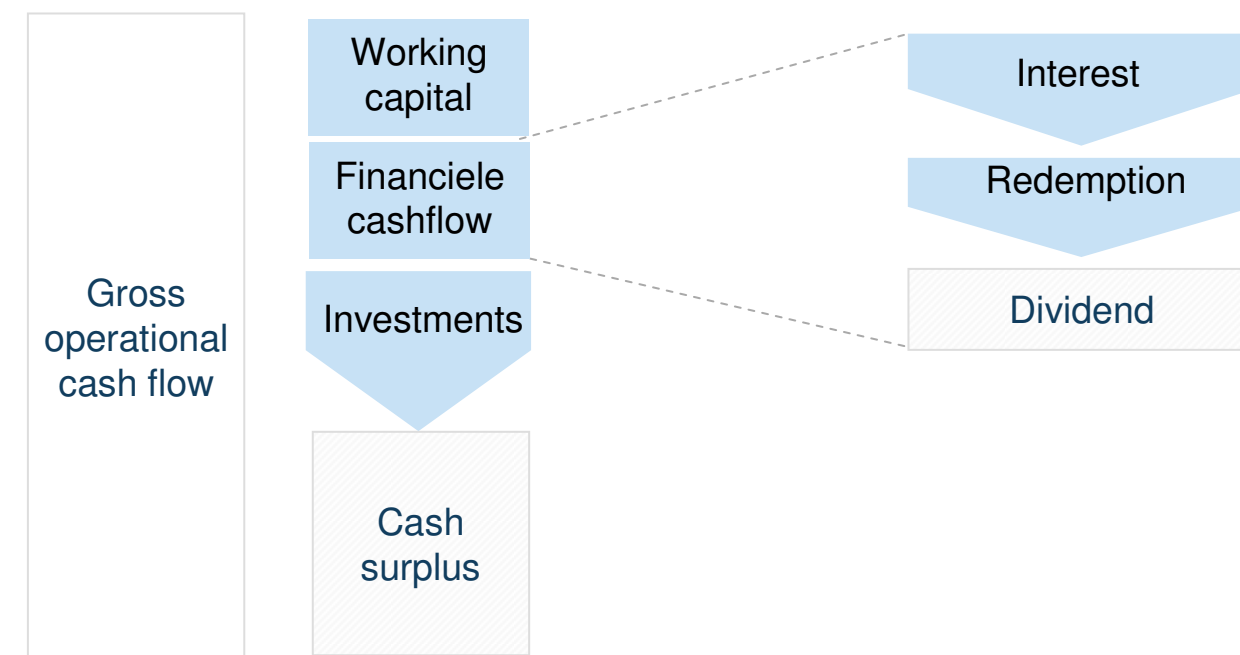 Gross
operational
cash flow
Working
capital
Financiele
cashflow
Investments
Cash
surplus
Interest
Redemption
Dividend